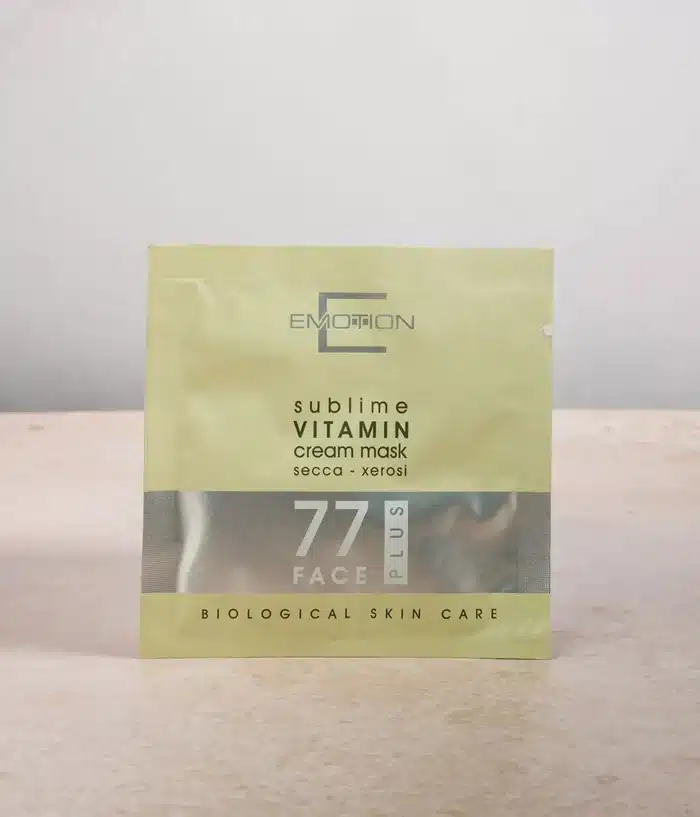 EMOTION
sublime
VITAMIN
cream mask
secca - xerosi
77 PLUS
FACE
BIOLOGICAL SKIN CARE